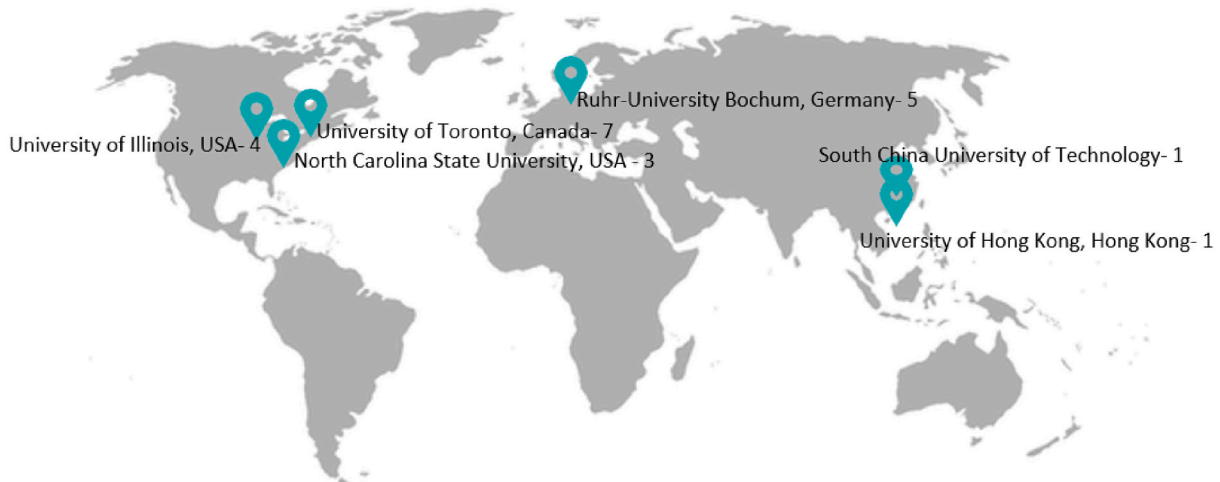 Ruhr-University Bochum, Germany- 5
University of Toronto, Canada- 7
University of Illinois, USA- 4
North Carolina State University, USA - 3
South China University of Technology- 1
University of Hong Kong, Hong Kong- 1